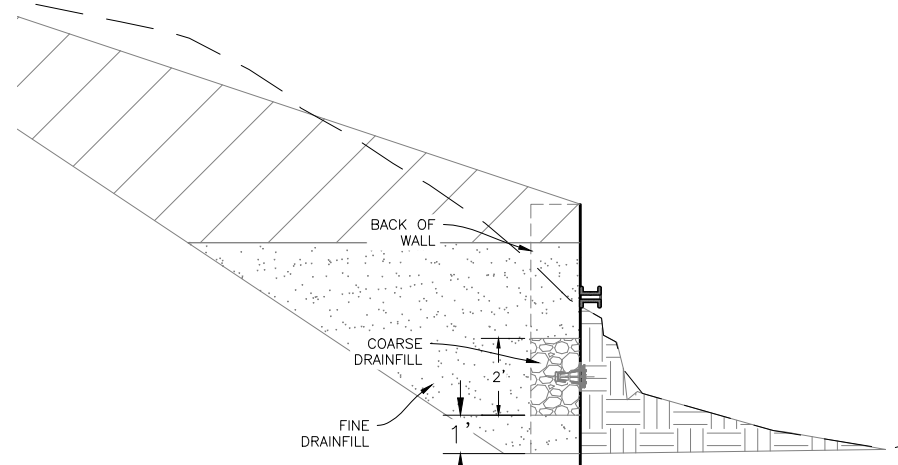 BACK OF
WALL
COARSE
DRAINFILL
2'
FINE
DRAINFILL
1'